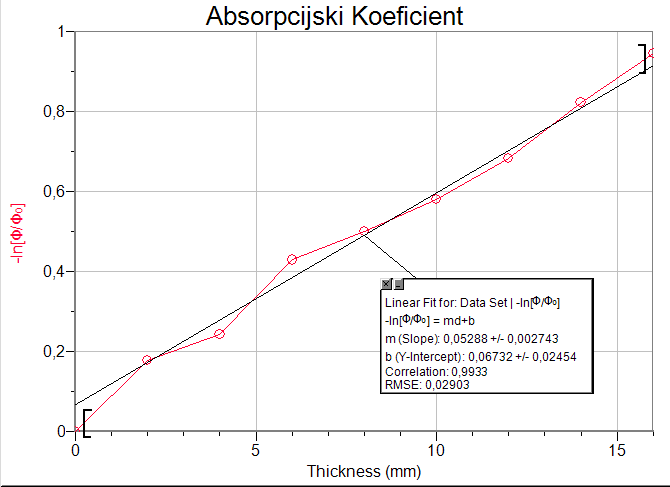 Absorpcijski Koeficient
1
0,8
0,6
0,4
0,2
0
-ln[Φ/Φ₀]
Linear Fit for: Data Set | -ln[Φ/Φ₀]
-ln[Φ/Φ₀] = md+b
m (Slope): 0,05288 +/- 0,002743
b (Y-Intercept): 0,06732 +/- 0,02454
Correlation: 0,9933
RMSE: 0,02903
0 5 10 15
Thickness (mm)